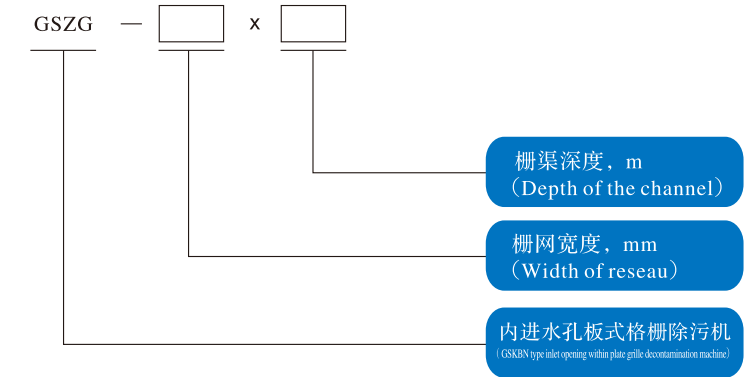 GSZG — x
栅渠深度，m
（Depth of the channel）
栅网宽度，mm
（Width of reseau）
内进水孔板式格栅除污机
（GSKBN type inlet opening within plate grille decontamination machine）